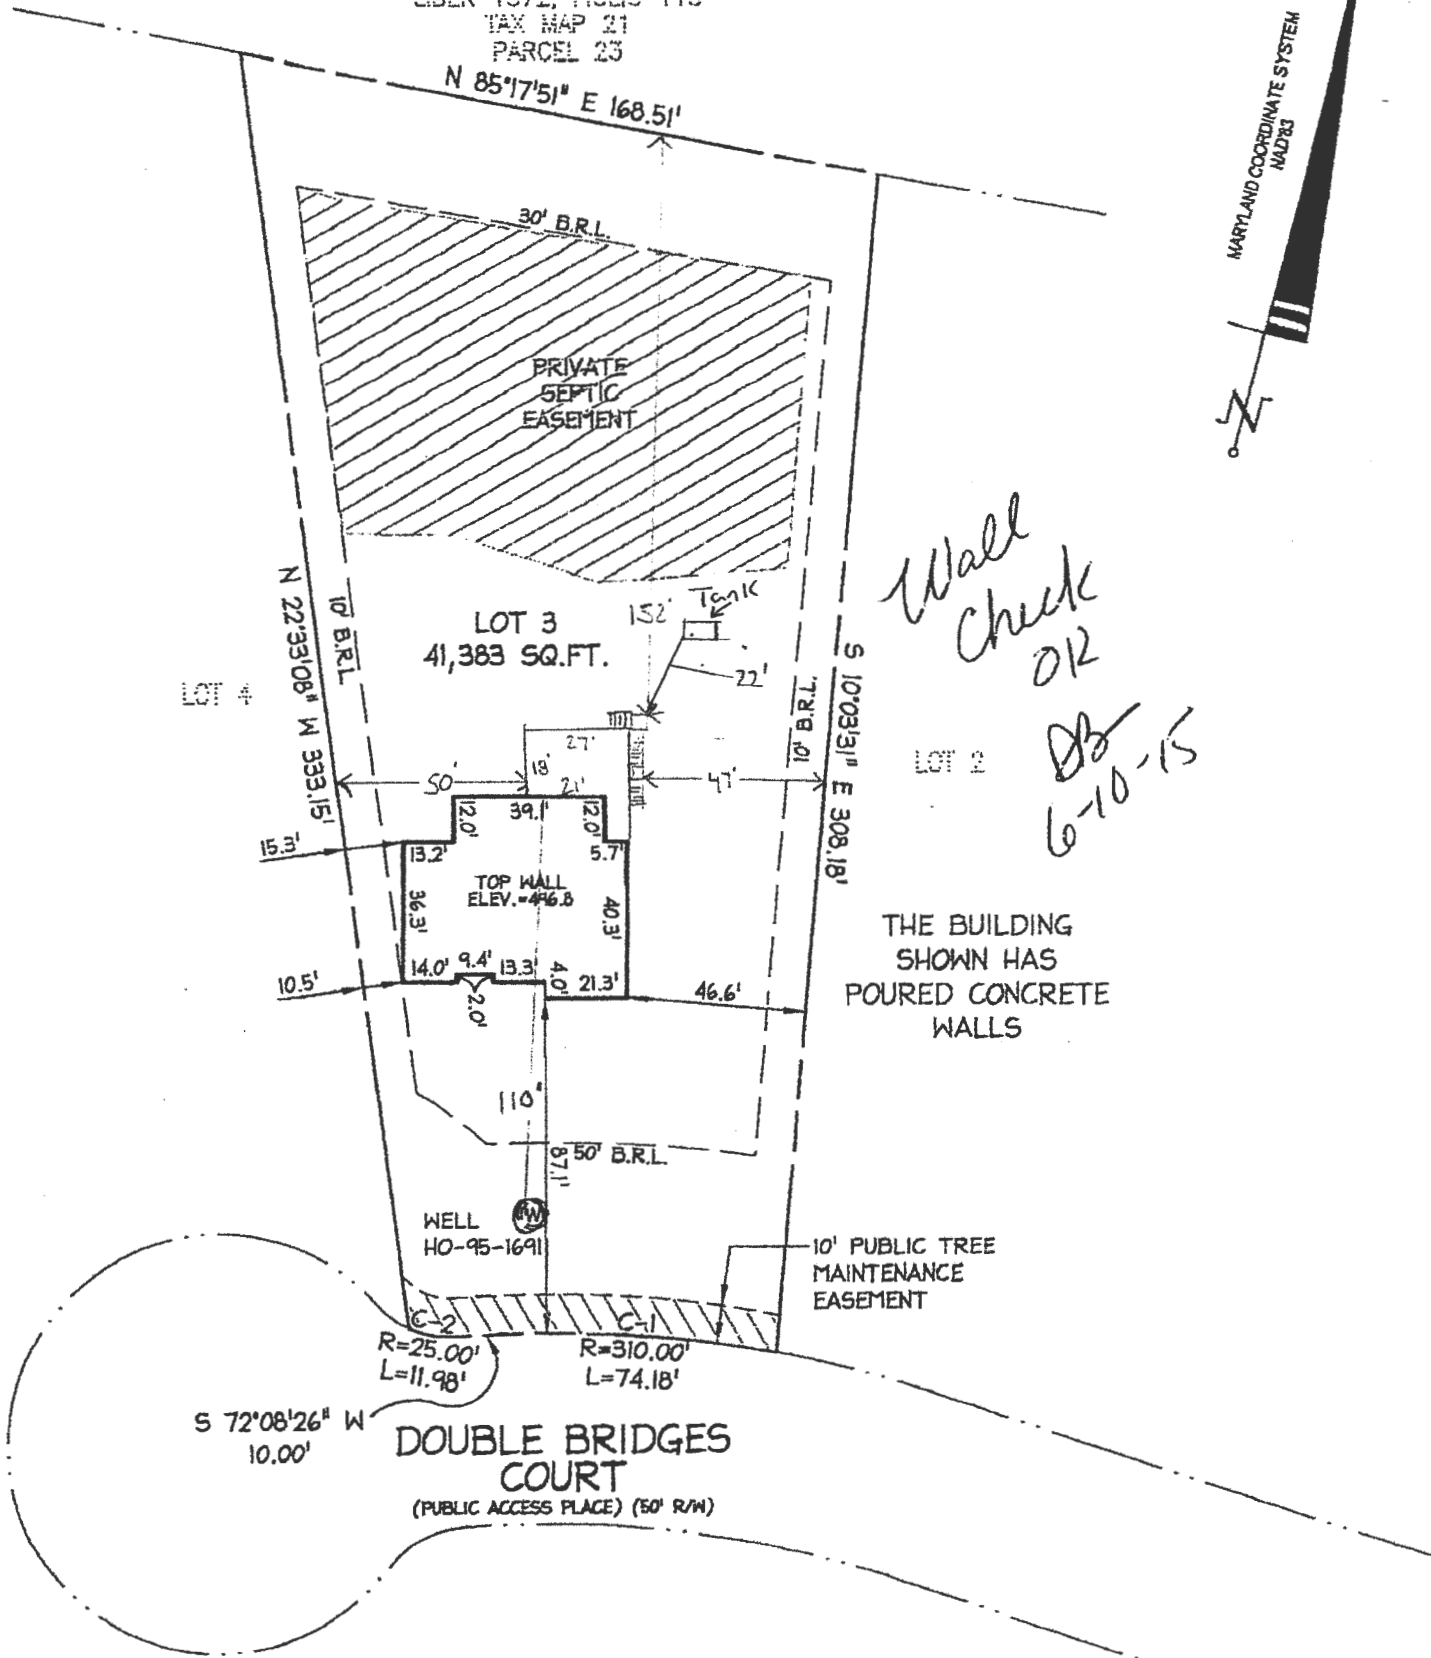 TAX MAP 21
PARCEL 23
N 85°17'51" E 168.51'
MARYLAND COORDINATE SYSTEM
NAD'83
N
30' B.R.L.
PRIVATE
SEPTIC
EASEMENT
Wall
Check
OK
DB
6-10-15
N 22°33'08" W 333.15'
10' B.R.L.
LOT 3
41,383 SQ.FT.
152'
Tank
22'
S 10°03'31" E 308.18'
10' B.R.L.
LOT 4
LOT 2
27'
18'
21'
50'
47'
12.0'
39.1'
12.0'
15.3'
13.2'
5.7'
TOP WALL
ELEV.=496.8
36.3'
40.3'
THE BUILDING
SHOWN HAS
POURED CONCRETE
WALLS
10.5'
14.0'
9.4'
13.3'
4.0'
21.3'
2.0'
46.6'
110'
87.1'
50' B.R.L.
WELL
HO-95-1691
W
10' PUBLIC TREE
MAINTENANCE
EASEMENT
C-2
R=25.00'
L=11.98'
C-1
R=310.00'
L=74.18'
S 72°08'26" W
10.00'
DOUBLE BRIDGES
COURT
(PUBLIC ACCESS PLACE) (50' R/W)